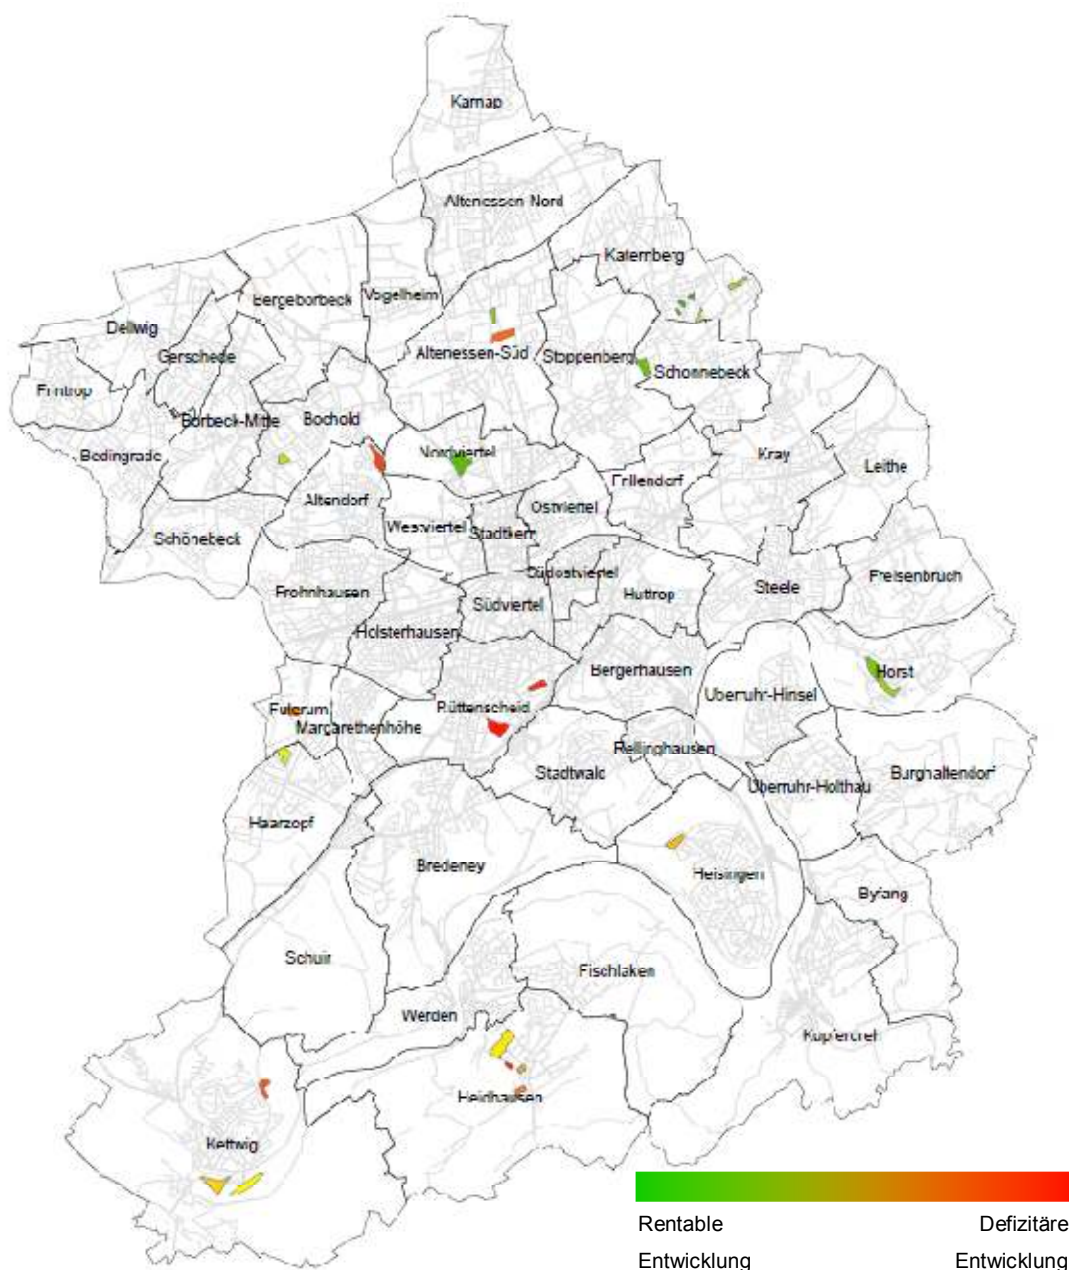 Karnap
Altenessen-Nord
Katernberg
Bergeborbeck
Vogelheim
Dellwig
Gerschede
Altenessen-Süd
Stoppenberg
Schonnebeck
Frintrop
Borbeck-Mitte
Bochold
Bedingrade
Nordviertel
Kray
Leithe
Frillendorf
Altendorf
Ostviertel
Westviertel
Stadtkern
Schönebeck
Südostviertel
Freisenbruch
Steele
Frohnhausen
Huttrop
Südviertel
Holsterhausen
Bergerhausen
Horst
Überruhr-Hinsel
Fulerum
Rüttenscheid
Margarethenhöhe
Rellinghausen
Stadtwald
Burgaltendorf
Überruhr-Holthau
Haarzopf
Bredeney
Heisingen
Byfang
Schuir
Fischlaken
Werden
Kupferdreh
Heidhausen
Kettwig
Rentable
Entwicklung
Defizitäre
Entwicklung